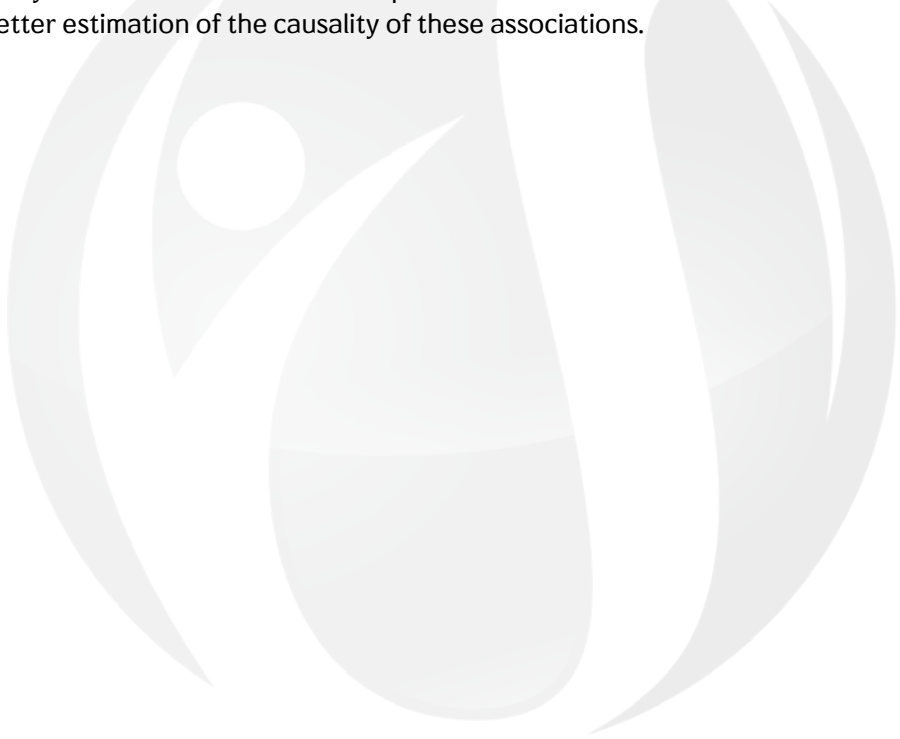 etter estimation of the causality of these associations.